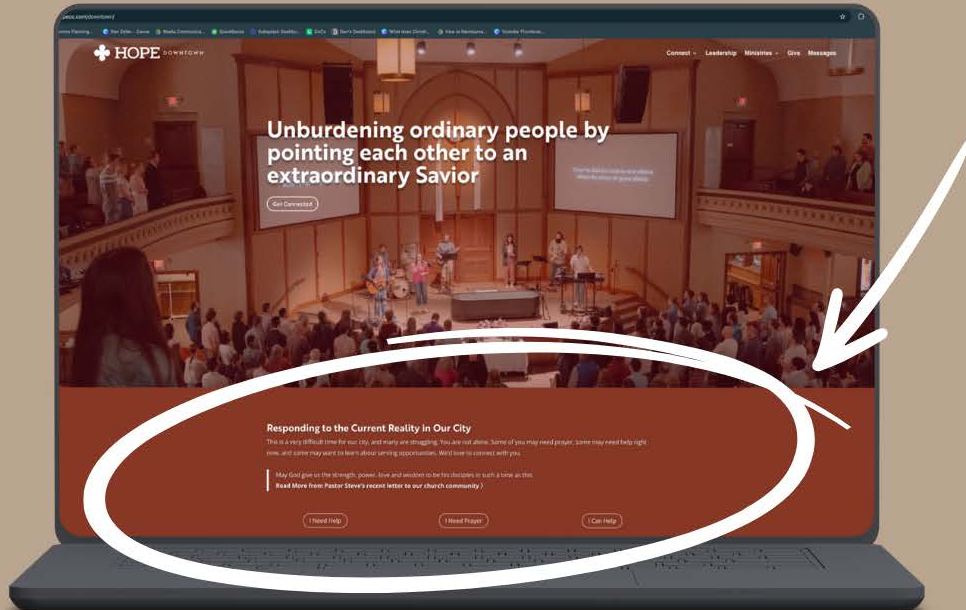 pecc.com/downtown/
HOPE DOWNTOWN
Connect
Leadership
Ministries
Give
Messages
Unburdening ordinary people by
pointing each other to an
extraordinary Savior
Get Connected
Responding to the Current Reality in Our City
This is a very difficult time for our city, and many are struggling. You are not alone. Some of you may need prayer, some may need help right
now, and some may want to learn about serving opportunities. We'd love to connect with you.
May God give us the strength, power, love and wisdom to be his disciples in such a time as this.
Read More from Pastor Steve's recent letter to our church community
I Need Help
I Need Prayer
I Can Help